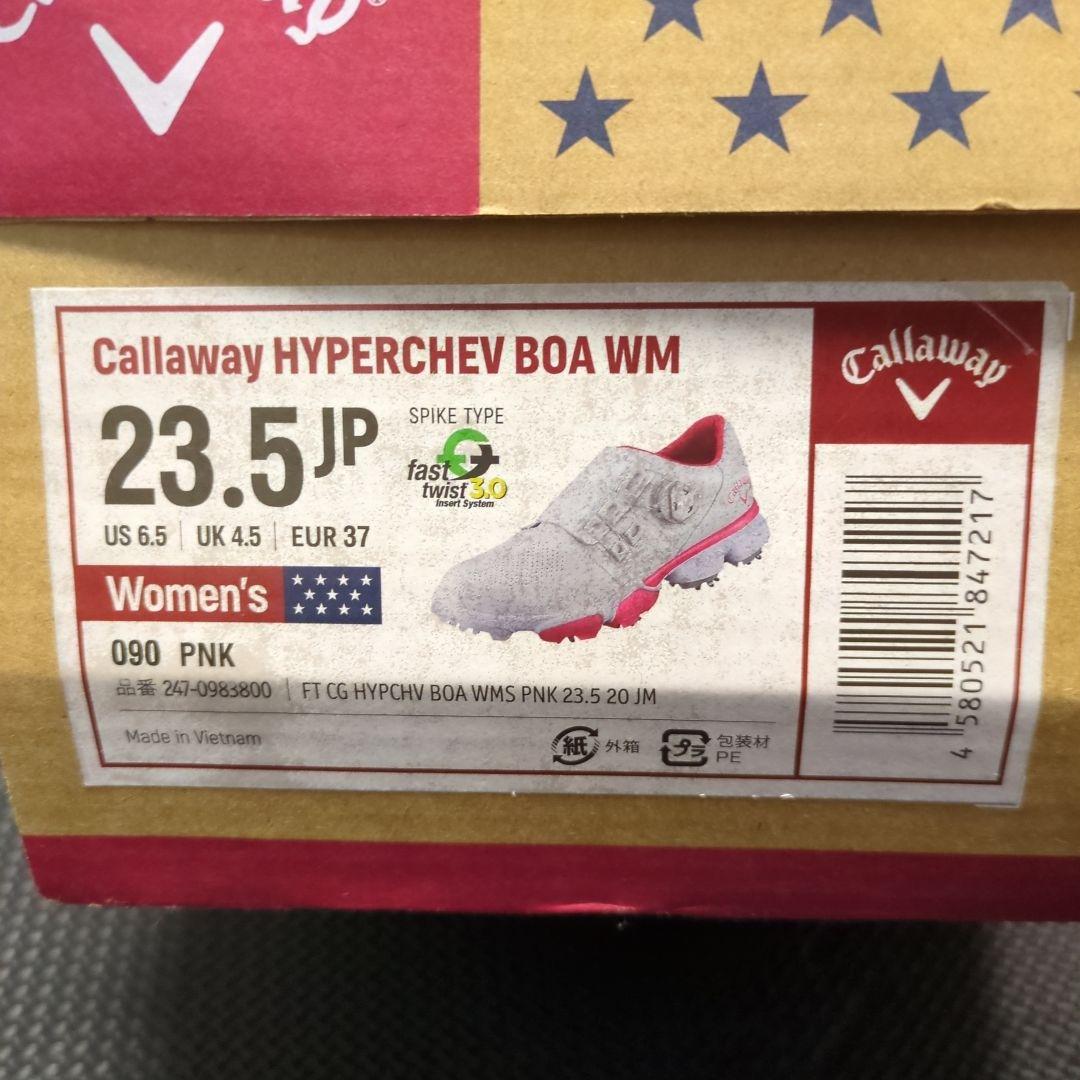 Callaway HYPERCHEV BOA WM
23.5 JP
US 6.5 | UK 4.5 | EUR 37
SPIKE TYPE
fast
twist 3.0
Insert System
Women's
090 PNK
品番 247-0983800 | FT CG HYPCHV BOA WMS PNK 23.5 20 JM
Made in Vietnam
紙 外箱
プラ 包装材
PE
Callaway
4 580521 847217